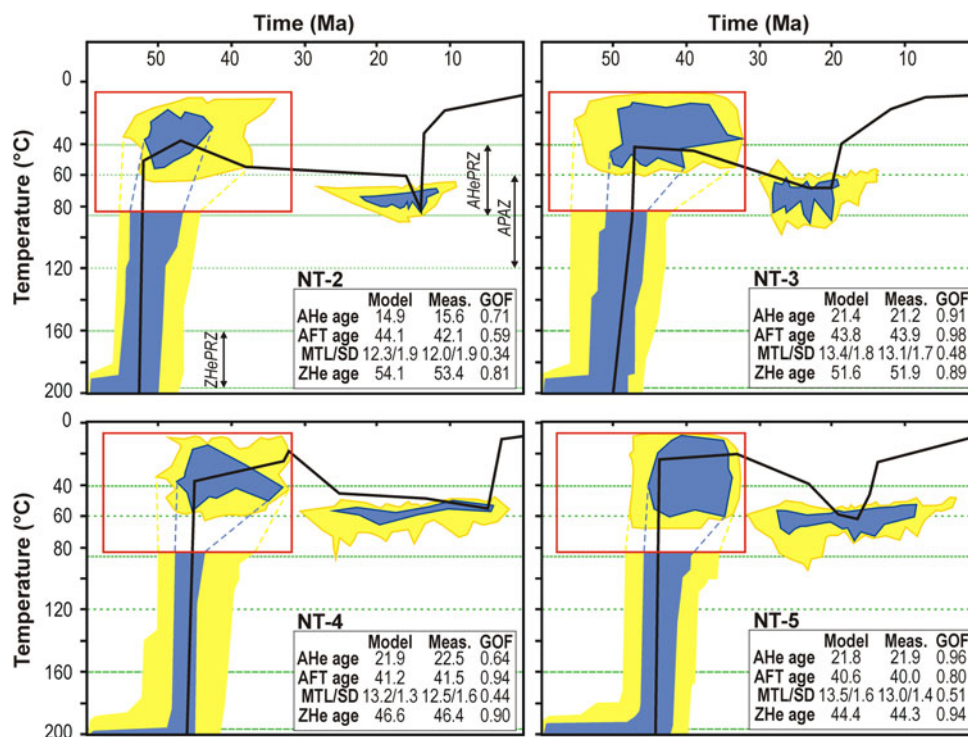 Time (Ma) Time (Ma)
50 40 30 20 10 50 40 30 20 10
Temperature (°C)
0
40
80
120
160
200
AHePRZ
APAZ
ZHePRZ
NT-2
Model Meas. GOF
AHe age 14.9 15.6 0.71
AFT age 44.1 42.1 0.59
MTL/SD 12.3/1.9 12.0/1.9 0.34
ZHe age 54.1 53.4 0.81
NT-3
Model Meas. GOF
AHe age 21.4 21.2 0.91
AFT age 43.8 43.9 0.98
MTL/SD 13.4/1.8 13.1/1.7 0.48
ZHe age 51.6 51.9 0.89
Temperature (°C)
0
40
80
120
160
200
NT-4
Model Meas. GOF
AHe age 21.9 22.5 0.64
AFT age 41.2 41.5 0.94
MTL/SD 13.2/1.3 12.5/1.6 0.44
ZHe age 46.6 46.4 0.90
NT-5
Model Meas. GOF
AHe age 21.8 21.9 0.96
AFT age 40.6 40.0 0.80
MTL/SD 13.5/1.6 13.0/1.4 0.51
ZHe age 44.4 44.3 0.94